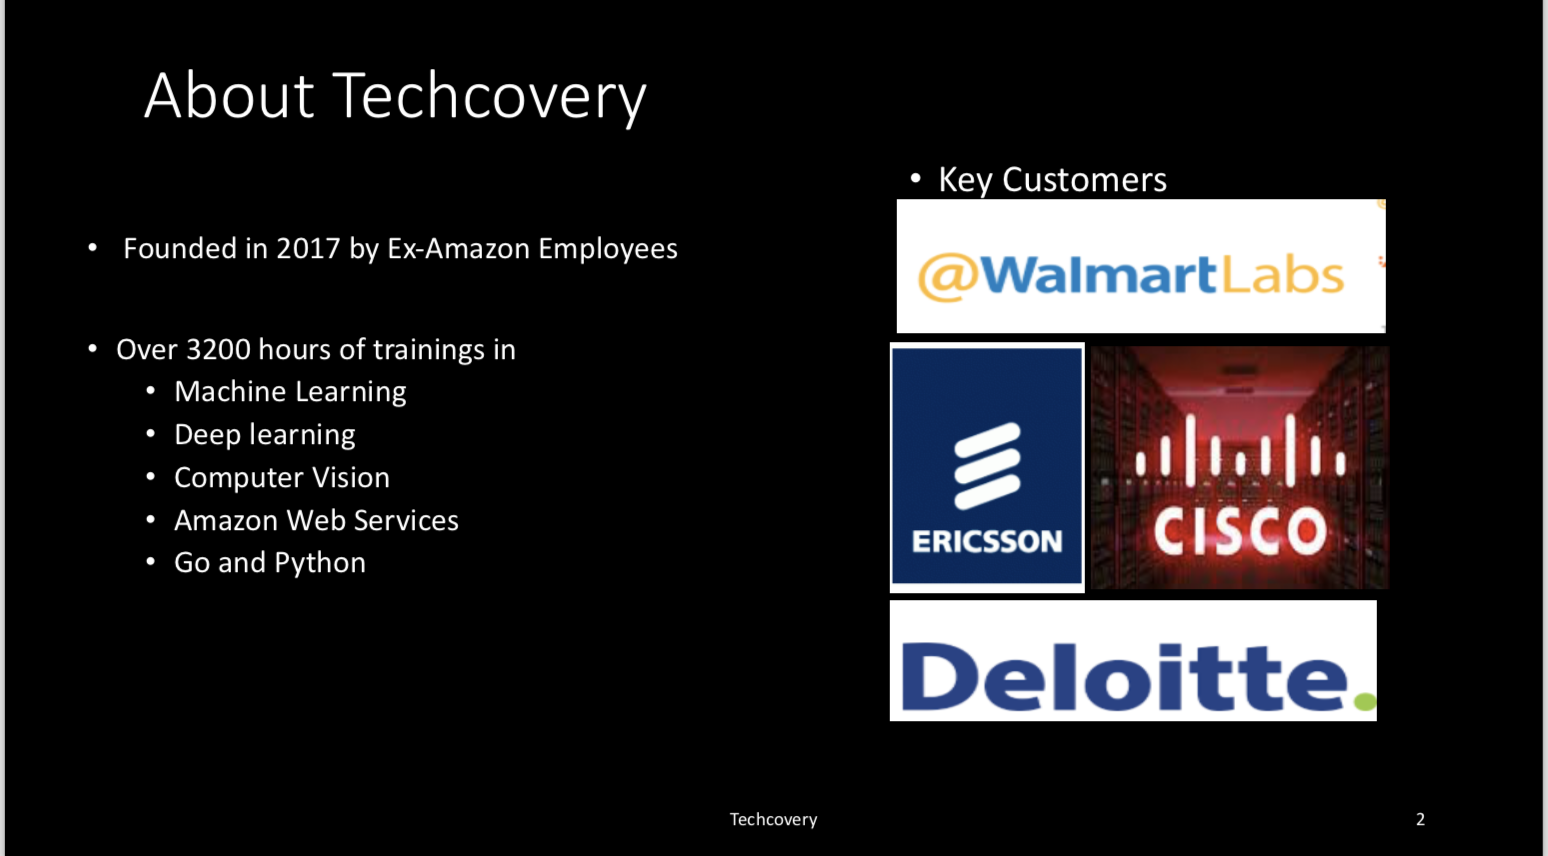 About Techcovery
• Founded in 2017 by Ex-Amazon Employees
• Over 3200 hours of trainings in
• Machine Learning
• Deep learning
• Computer Vision
• Amazon Web Services
• Go and Python
• Key Customers
@WalmartLabs
ERICSSON
CISCO
Deloitte.
Techcovery
2